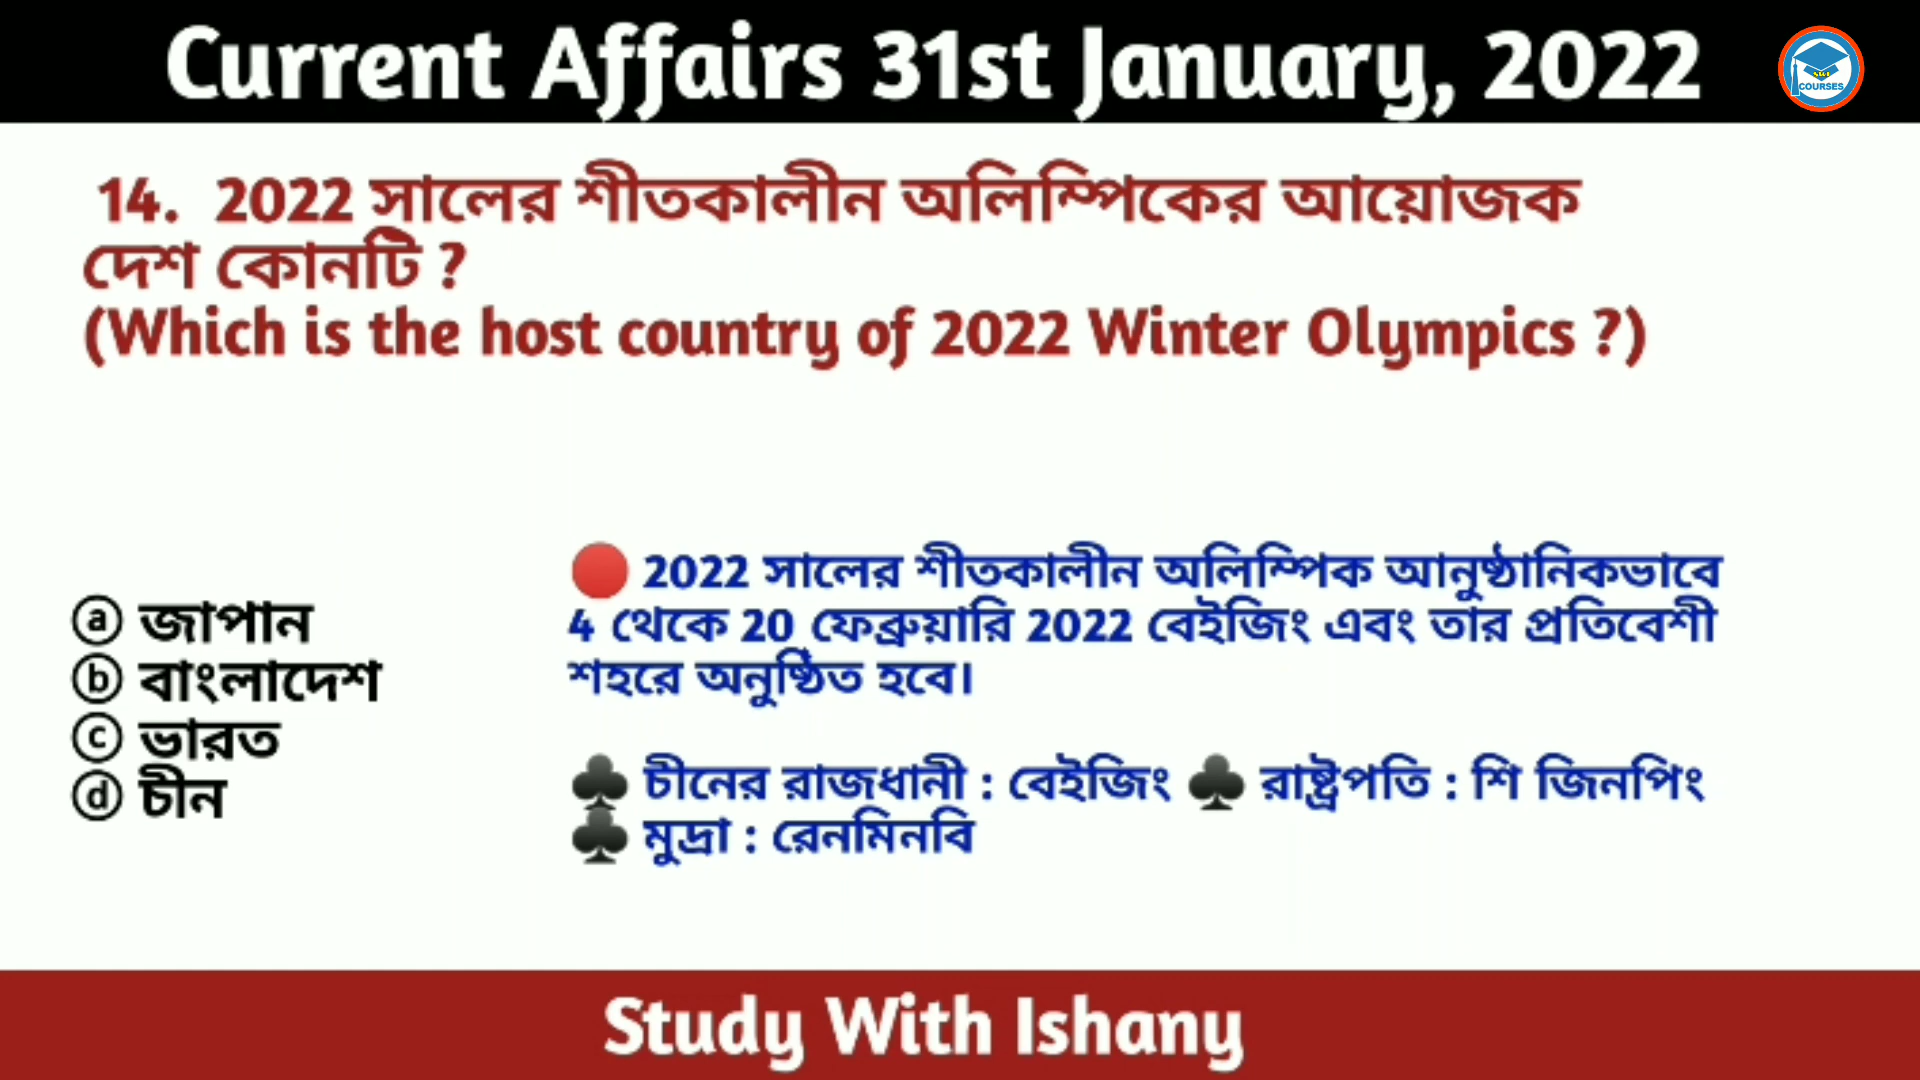 Current Affairs 31st January, 2022
COURSES
14. 2022 সালের শীতকালীন অলিম্পিকের আয়োজক
দেশ কোনটি ?
(Which is the host country of 2022 Winter Olympics ?)
ⓐ জাপান
ⓑ বাংলাদেশ
ⓒ ভারত
ⓓ চীন
🔴 2022 সালের শীতকালীন অলিম্পিক আনুষ্ঠানিকভাবে
4 থেকে 20 ফেব্রুয়ারি 2022 বেইজিং এবং তার প্রতিবেশী
শহরে অনুষ্ঠিত হবে।
♣ চীনের রাজধানী : বেইজিং ♣ রাষ্ট্রপতি : শি জিনপিং
♣ মুদ্রা : রেনমিনবি
Study With Ishany